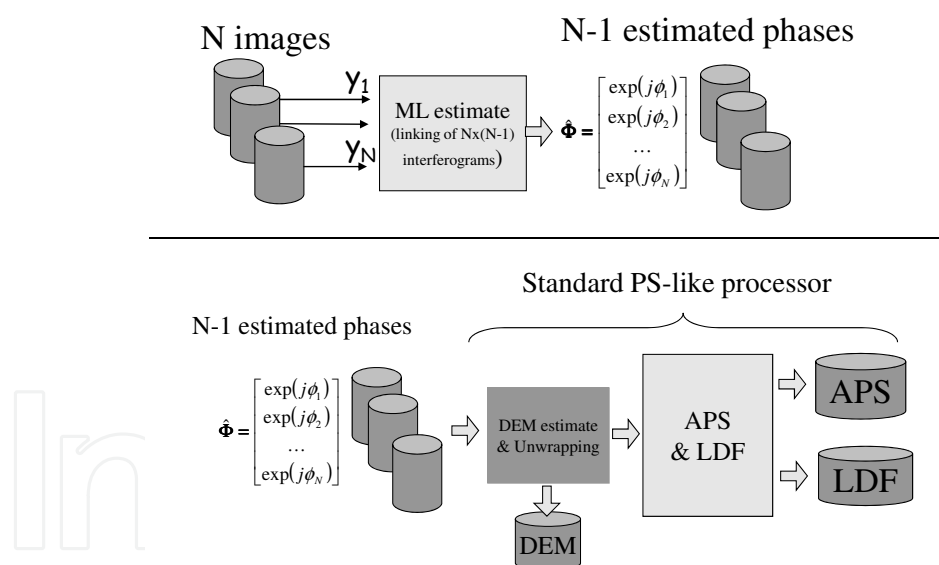 N images
N-1 estimated phases
y1
yN
ML estimate
(linking of Nx(N-1)
interferograms)
Φ̂ =
exp(jϕ1)
exp(jϕ2)
...
exp(jϕN)
Standard PS-like processor
N-1 estimated phases
Φ̂ =
exp(jϕ1)
exp(jϕ2)
...
exp(jϕN)
DEM estimate
& Unwrapping
APS
& LDF
APS
LDF
DEM
In